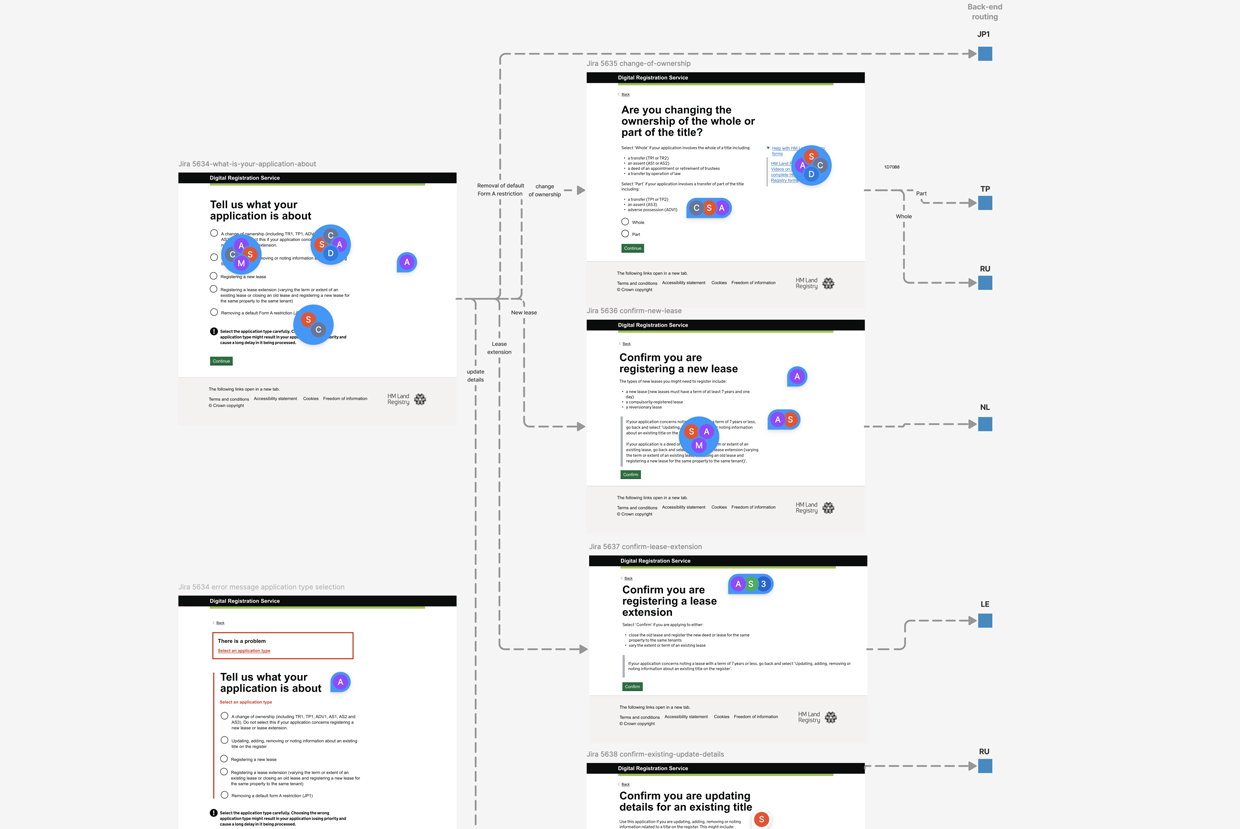 Back-end
routing
JP1
Jira 5635 change-of-ownership
Digital Registration Service
Back
Are you changing the
ownership of the whole or
part of the title?
Select 'Whole' if your application involves the whole of a title including:
a transfer (TR1 or TR2)
an assent (AS1 or AS2)
a deed of an appointment or retirement of trustees
a transfer by operation of law
Select 'Part' if your application involves a transfer of part of the title
including:
a transfer (TP1 or TP2)
an assent (AS3)
adverse possession (ADV1)
Whole
Part
Continue
Help with HM
forms
HM Land
Videos on
complete HM
Registry forms
S
A
C
D
C S A
107088
The following links open in a new tab.
Terms and conditions Accessibility statement Cookies Freedom of information
© Crown copyright
HM Land
Registry
Part
TP
Whole
RU
Removal of default
Form A restriction
change
of ownership
New lease
Lease
extension
update
details
Jira 5634-what-is-your-application-about
Digital Registration Service
Tell us what your
application is about
A change of ownership (including TR1, TP1, ADV
this if your application concerns
extension.
oving or noting information a
Registering a new lease
Registering a lease extension (varying the term or extent of an
existing lease or closing an old lease and registering a new lease for
the same property to the same tenant)
Removing a default Form A restriction (J
Select the application type carefully. C
application type might result in your a ority and
cause a long delay in it being processed.
Continue
A
C S
M
C
S A
D
A
S
C
The following links open in a new tab.
Terms and conditions Accessibility statement Cookies Freedom of information
© Crown copyright
HM Land
Registry
Jira 5636 confirm-new-lease
Digital Registration Service
Back
Confirm you are
registering a new lease
The types of new leases you might need to register include:
a new lease (new leases must have a term of at least 7 years and one
day)
a compulsorily registered lease
a reversionary lease
If your application concerns not term of 7 years or less,
go back and select 'Updating, noting information
about an existing title on the
If your application is a deed o m or extent of an
existing lease, go back and sele ease extension (varying
the term or extent of an existing lea an old lease and
registering a new lease for the same property to the same tenant)'.
Confirm
A
A S
S A
M
The following links open in a new tab.
Terms and conditions Accessibility statement Cookies Freedom of information
© Crown copyright
HM Land
Registry
NL
Jira 5637 confirm-lease-extension
Digital Registration Service
Back
Confirm you are
registering a lease
extension
Select 'Confirm' if you are applying to either:
close the old lease and register the new deed or lease for the same
property to the same tenants
vary the extent or term of an existing lease
If your application concerns noting a lease with a term of 7 years or less, go back and select 'Updating, adding, removing or
noting information about an existing title on the register'.
Confirm
A S 3
The following links open in a new tab.
Terms and conditions Accessibility statement Cookies Freedom of information
© Crown copyright
HM Land
Registry
LE
Jira 5634 error message application type selection
Digital Registration Service
Back
There is a problem
Select an application type
Tell us what your
application is about
A
Select an application type
A change of ownership (including TR1, TP1, ADV1, AS1, AS2 and
AS3). Do not select this if your application concerns registering a
new lease or lease extension.
Updating, adding, removing or noting information about an existing
title on the register
Registering a new lease
Registering a lease extension (varying the term or extent of an
existing lease or closing an old lease and registering a new lease for
the same property to the same tenant)
Removing a default form A restriction (JP1)
Select the application type carefully. Choosing the wrong
application type might result in your application losing priority and
cause a long delay in it being processed.
Jira 5638 confirm-existing-update-details
Digital Registration Service
Back
Confirm you are updating
details for an existing title
S
Use this application if you are updating, adding, removing or noting
information related to a title on the register. This might include:
RU